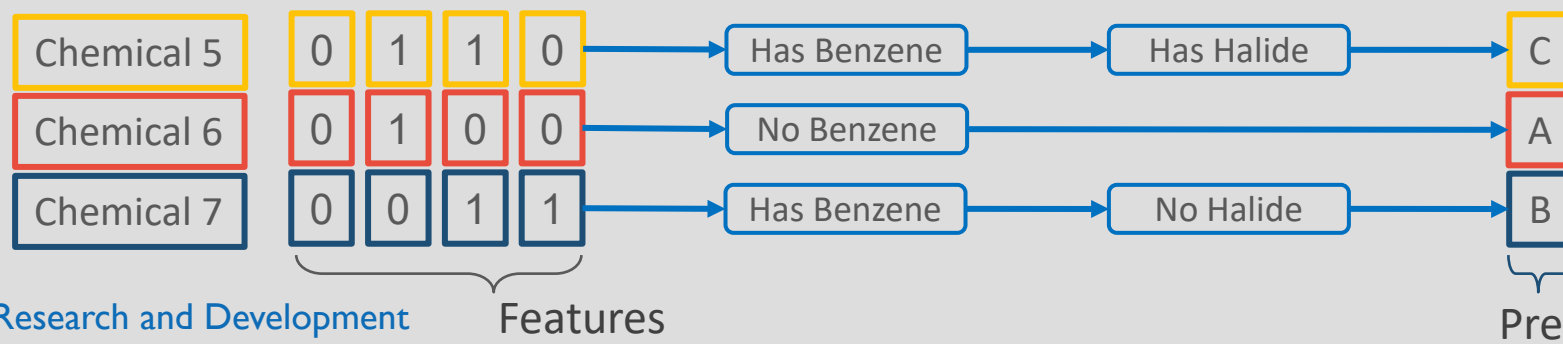 Chemical 5 0 1 1 0 Has Benzene Has Halide C
Chemical 6 0 1 0 0 No Benzene A
Chemical 7 0 0 1 1 Has Benzene No Halide B
Research and Development Features Pre